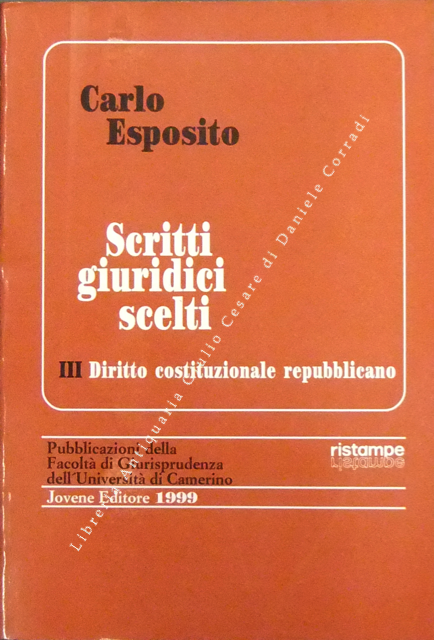 Carlo
Esposito
Scritti
giuridici
scelti
III Diritto costituzionale repubblicano
Pubblicazioni della
Facoltà di Giurisprudenza
dell'Università di Camerino
ristampe
ristampe
Jovene Editore 1999
Libreria Antiquaria Giulio Cesare di Daniele Corradi